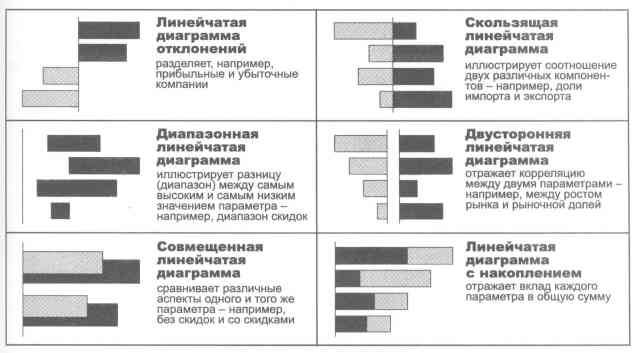 Линейчатая
диаграмма
отклонений
разделяет, например,
прибыльные и убыточные
компании
Скользящая
линейчатая
диаграмма
иллюстрирует соотношение
двух различных компонен-
тов – например, доли
импорта и экспорта
Диапазонная
линейчатая
диаграмма
иллюстрирует разницу
(диапазон) между самым
высоким и самым низким
значением параметра –
например, диапазон скидок
Двусторонняя
линейчатая
диаграмма
отражает корреляцию
между двумя параметрами –
например, между ростом
рынка и рыночной долей
Совмещенная
линейчатая
диаграмма
сравнивает различные
аспекты одного и того же
параметра – например,
без скидок и со скидками
Линейчатая
диаграмма
с накоплением
отражает вклад каждого
параметра в общую сумму